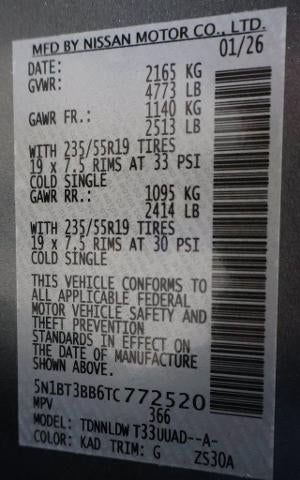 MFD BY NISSAN MOTOR CO., LTD.
DATE: 01/26
GVWR: 2165 KG
4773 LB
GAWR FR.: 1140 KG
2513 LB
WITH 235/55R19 TIRES
19 x 7.5 RIMS AT 33 PSI
COLD SINGLE
GAWR RR.: 1095 KG
2414 LB
WITH 235/55R19 TIRES
19 x 7.5 RIMS AT 30 PSI
COLD SINGLE
THIS VEHICLE CONFORMS TO
ALL APPLICABLE FEDERAL
MOTOR VEHICLE SAFETY AND
THEFT PREVENTION
STANDARDS IN EFFECT ON
THE DATE OF MANUFACTURE
SHOWN ABOVE.
5N1BT3BB6TC772520
MPV 366
MODEL: TDNNLDW T33UUAD--A-
COLOR: KAD TRIM: G ZS30A